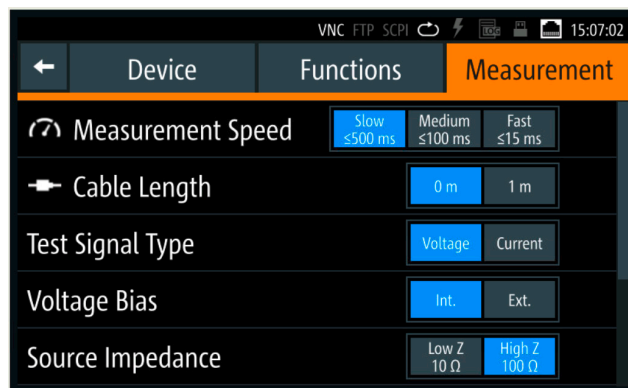 VNC FTP SCPI LOG 15:07:02
Device Functions Measurement
Measurement Speed Slow ≤500 ms Medium ≤100 ms Fast ≤15 ms
Cable Length 0 m 1 m
Test Signal Type Voltage Current
Voltage Bias Int. Ext.
Source Impedance Low Z 10 Ω High Z 100 Ω